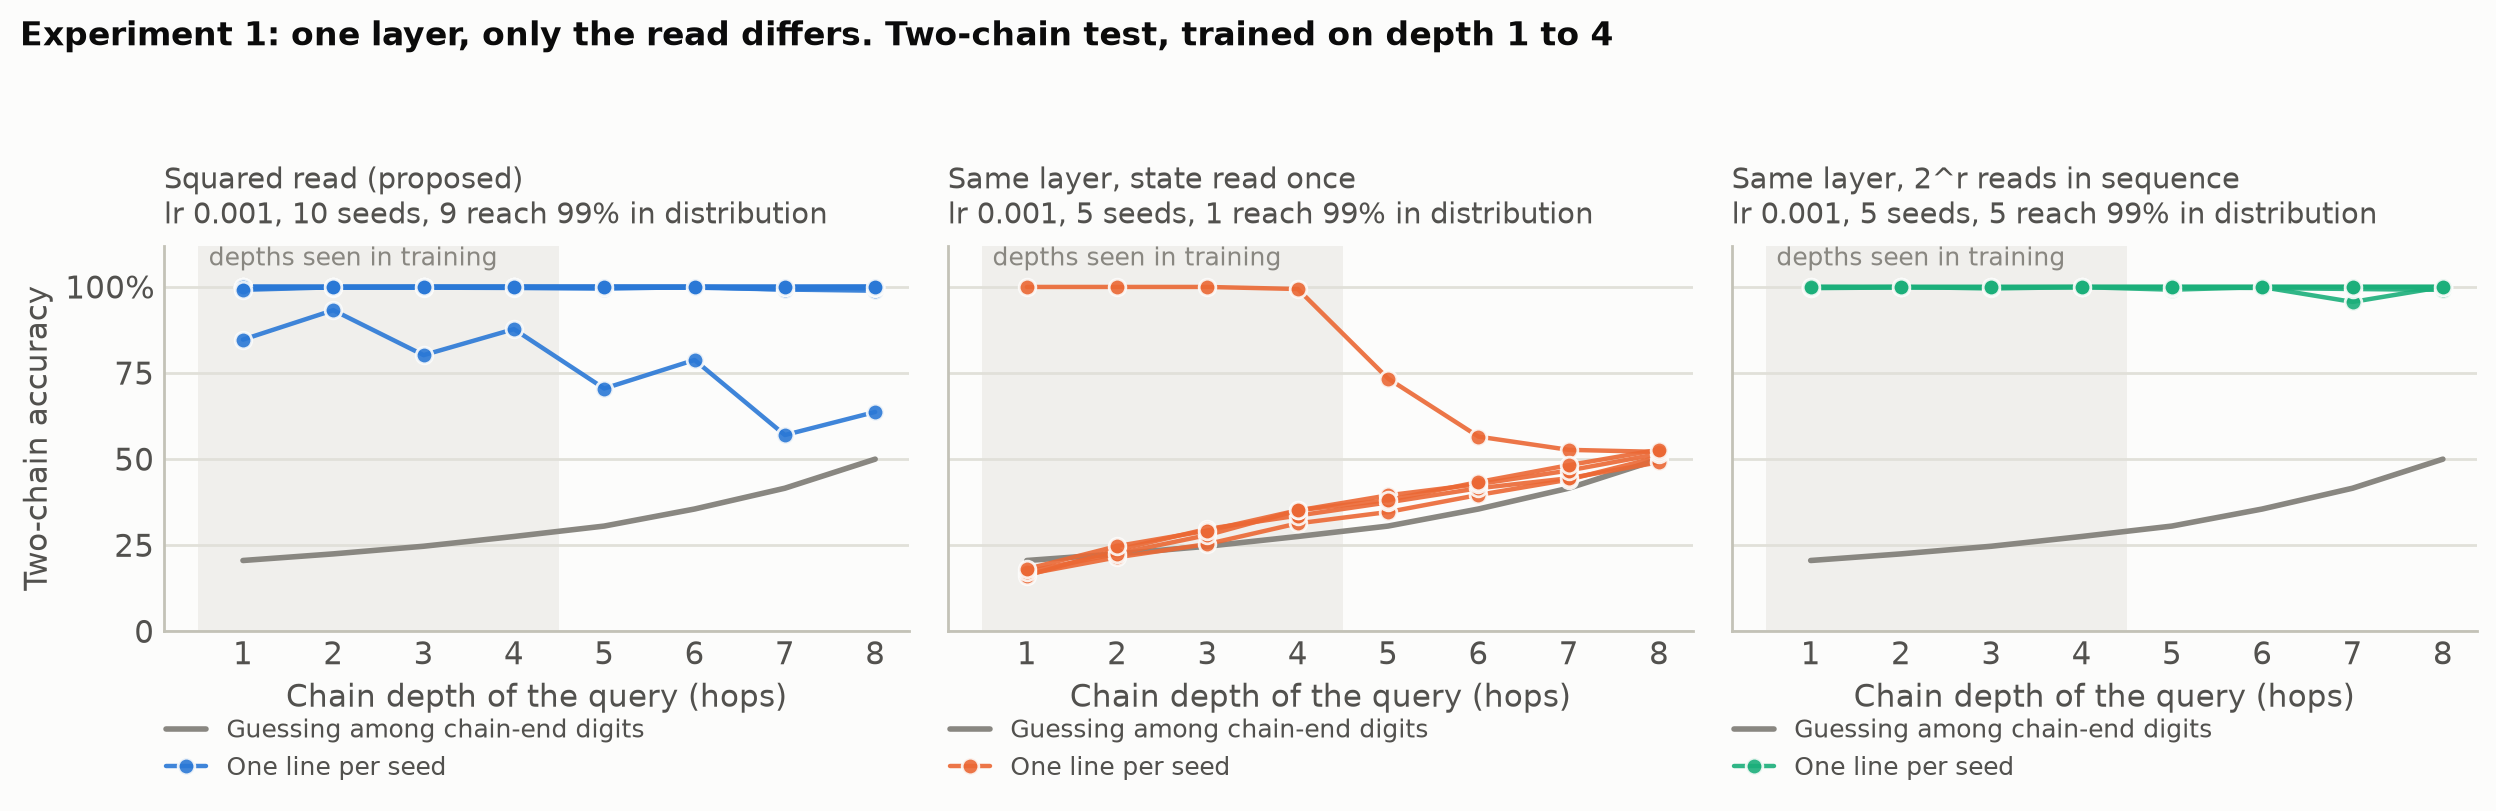 Experiment 1: one layer, only the read differs. Two-chain test, trained on depth 1 to 4
Squared read (proposed)
lr 0.001, 10 seeds, 9 reach 99% in distribution
depths seen in training
Two-chain accuracy
100%
75
50
25
0
1 2 3 4 5 6 7 8
Chain depth of the query (hops)
Guessing among chain-end digits
One line per seed
Same layer, state read once
lr 0.001, 5 seeds, 1 reach 99% in distribution
depths seen in training
1 2 3 4 5 6 7 8
Chain depth of the query (hops)
Guessing among chain-end digits
One line per seed
Same layer, 2^r reads in sequence
lr 0.001, 5 seeds, 5 reach 99% in distribution
depths seen in training
1 2 3 4 5 6 7 8
Chain depth of the query (hops)
Guessing among chain-end digits
One line per seed